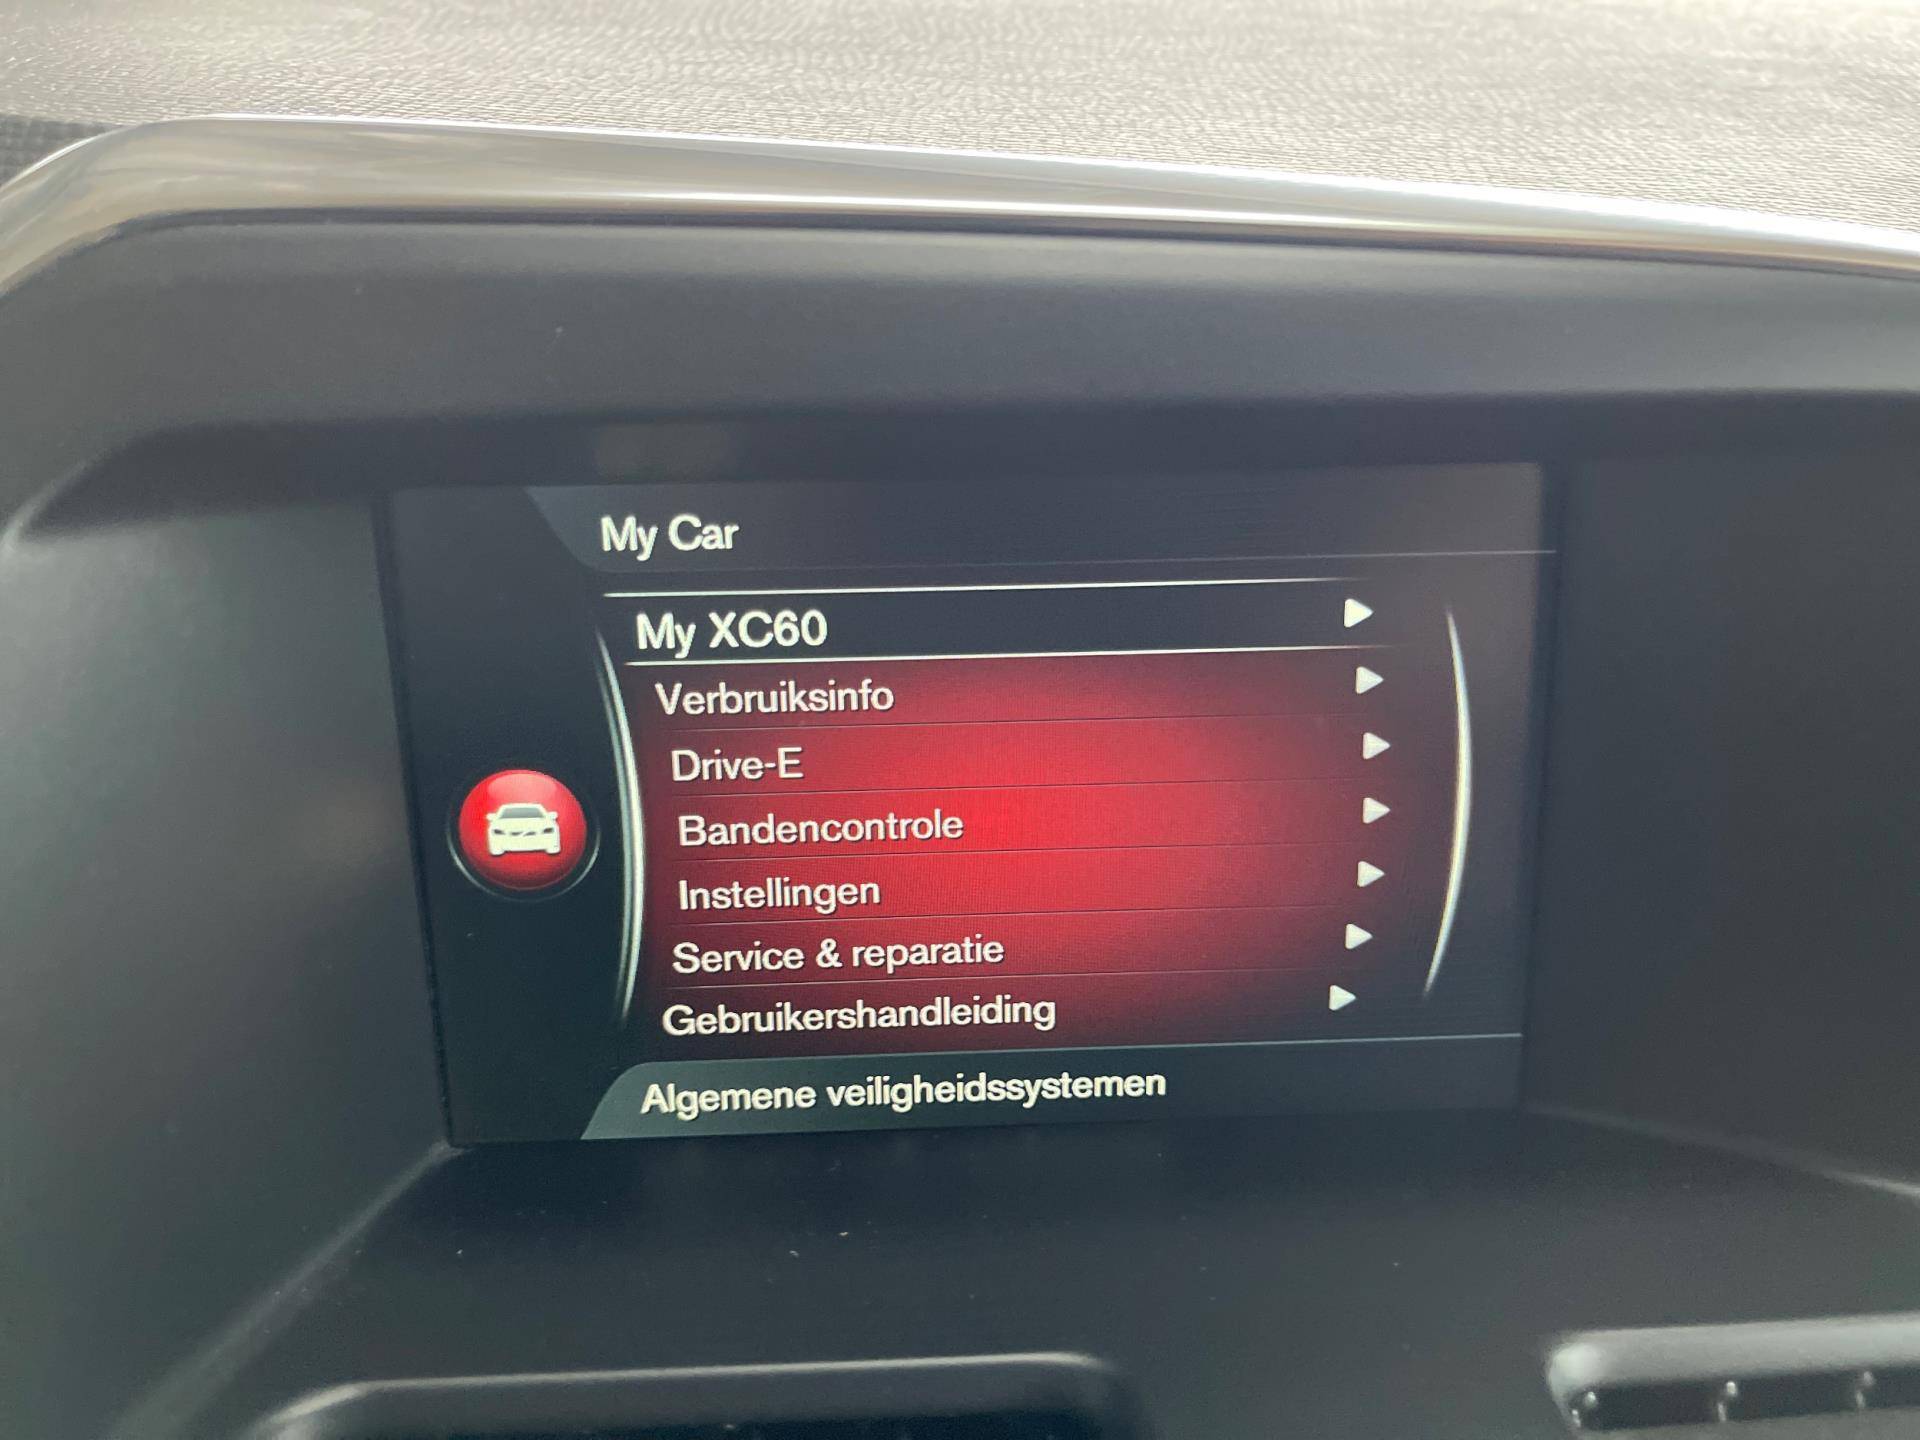 My Car
My XC60
Verbruiksinfo
Drive-E
Bandencontrole
Instellingen
Service & reparatie
Gebruikershandleiding
Algemene veiligheidssystemen